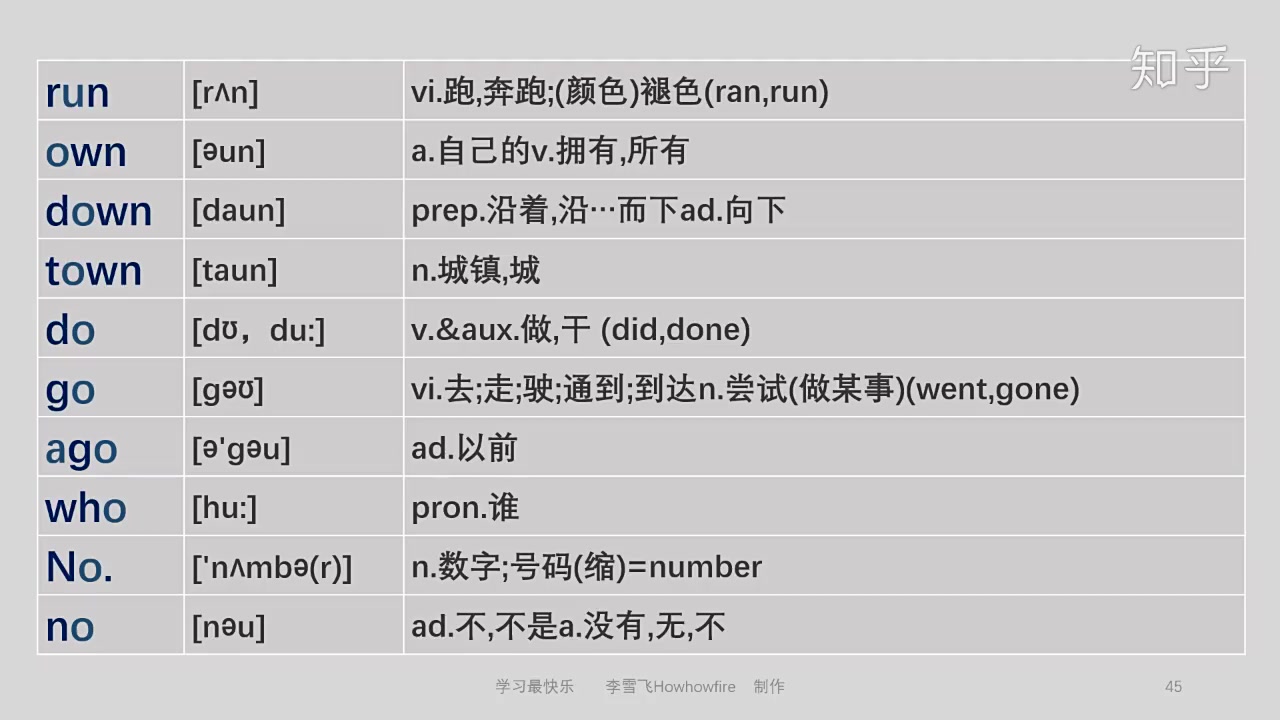 知乎
run [rʌn] vi.跑,奔跑;(颜色)褪色(ran,run)
own [əun] a.自己的v.拥有,所有
down [daun] prep.沿着,沿…而下ad.向下
town [taun] n.城镇,城
do [dʊ，du:] v.&aux.做,干 (did,done)
go [gəʊ] vi.去;走;驶;通到;到达n.尝试(做某事)(went,gone)
ago [ə'gəu] ad.以前
who [hu:] pron.谁
No. ['nʌmbə(r)] n.数字;号码(缩)=number
no [nəu] ad.不,不是a.没有,无,不
学习最快乐 李雪飞Howhowfire 制作 45